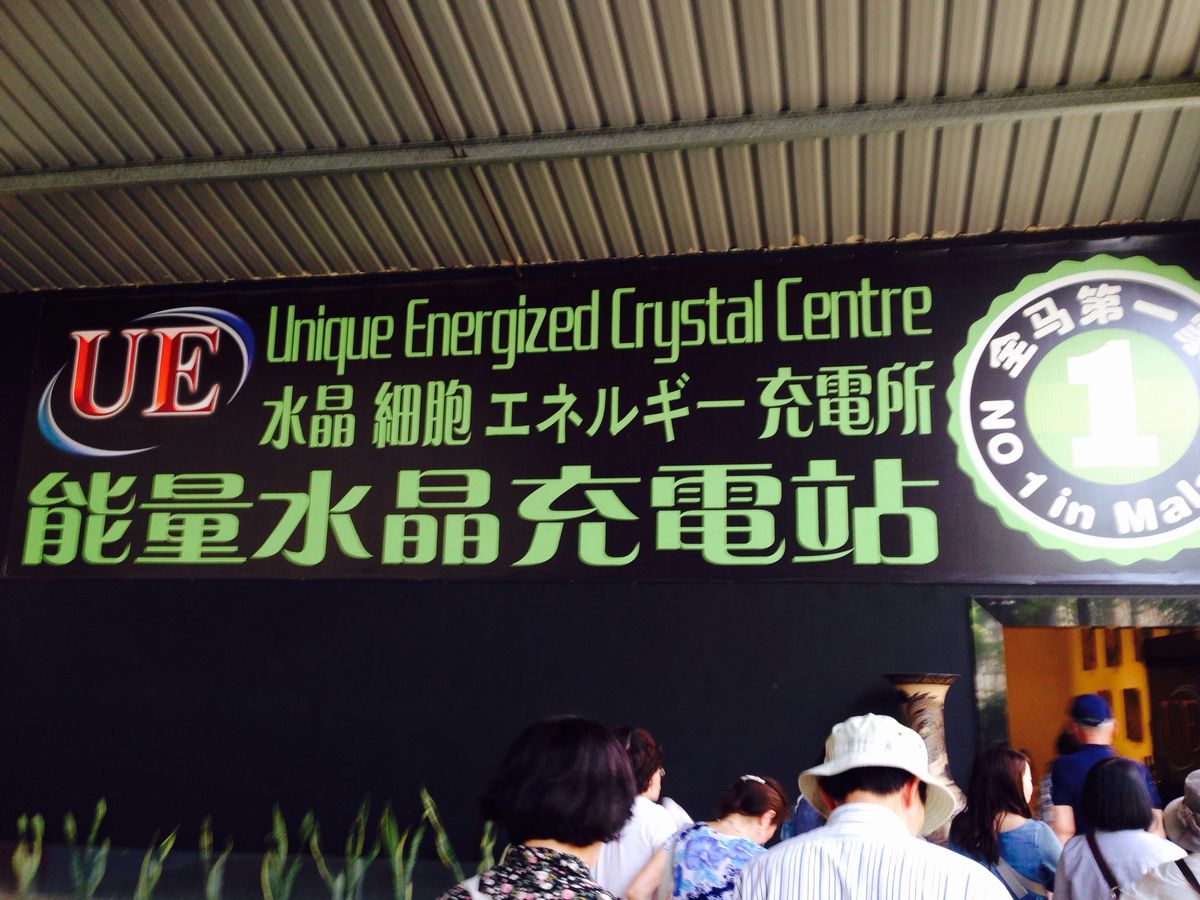 UE
Unique Energized Crystal Centre
水晶 細胞 エネルギー 充電所
能量水晶充電站
全马第一
1
NO 1 in